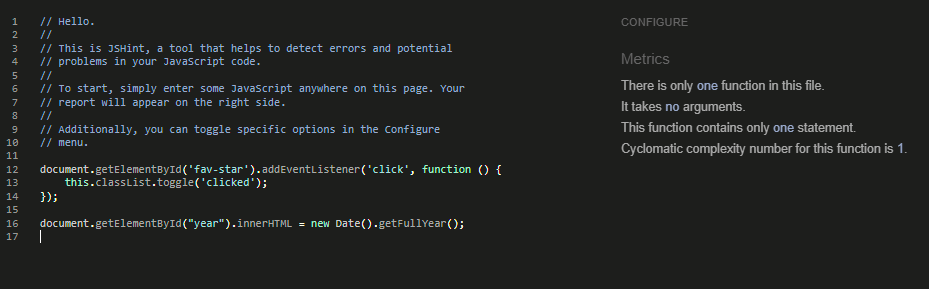 1 // Hello.
2 //
3 // This is JSHint, a tool that helps to detect errors and potential
4 // problems in your JavaScript code.
5 //
6 // To start, simply enter some JavaScript anywhere on this page. Your
7 // report will appear on the right side.
8 //
9 // Additionally, you can toggle specific options in the Configure
10 // menu.
11
12 document.getElementById('fav-star').addEventListener('click', function () {
13     this.classList.toggle('clicked');
14 });
15
16 document.getElementById("year").innerHTML = new Date().getFullYear();
17
CONFIGURE
Metrics
There is only one function in this file.
It takes no arguments.
This function contains only one statement.
Cyclomatic complexity number for this function is 1.